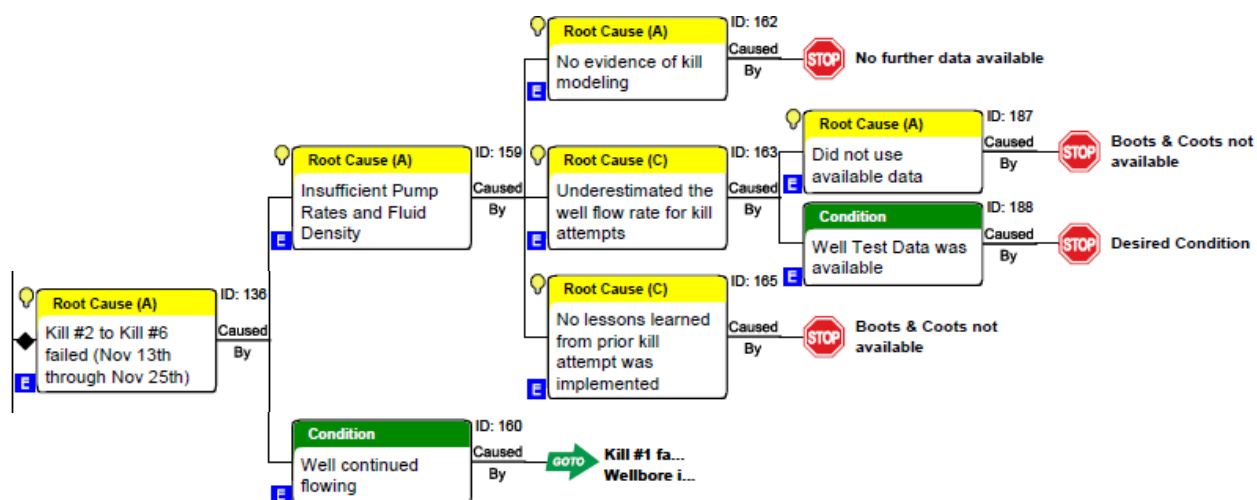 Root Cause (A)
ID: 162
No evidence of kill
modeling
E
Caused
By
STOP
No further data available
Root Cause (A)
ID: 187
Did not use
available data
E
Caused
By
STOP
Boots & Coots not
available
Root Cause (A)
ID: 159
Insufficient Pump
Rates and Fluid
Density
E
Caused
By
Root Cause (C)
ID: 163
Underestimated the
well flow rate for kill
attempts
E
Caused
By
Condition
ID: 188
Well Test Data was
available
E
Caused
By
STOP
Desired Condition
Root Cause (A)
ID: 136
Kill #2 to Kill #6
failed (Nov 13th
through Nov 25th)
E
Caused
By
Root Cause (C)
ID: 165
No lessons learned
from prior kill
attempt was
implemented
E
Caused
By
STOP
Boots & Coots not
available
Condition
ID: 160
Well continued
flowing
E
Caused
By
GOTO
Kill #1 fa...
Wellbore i...